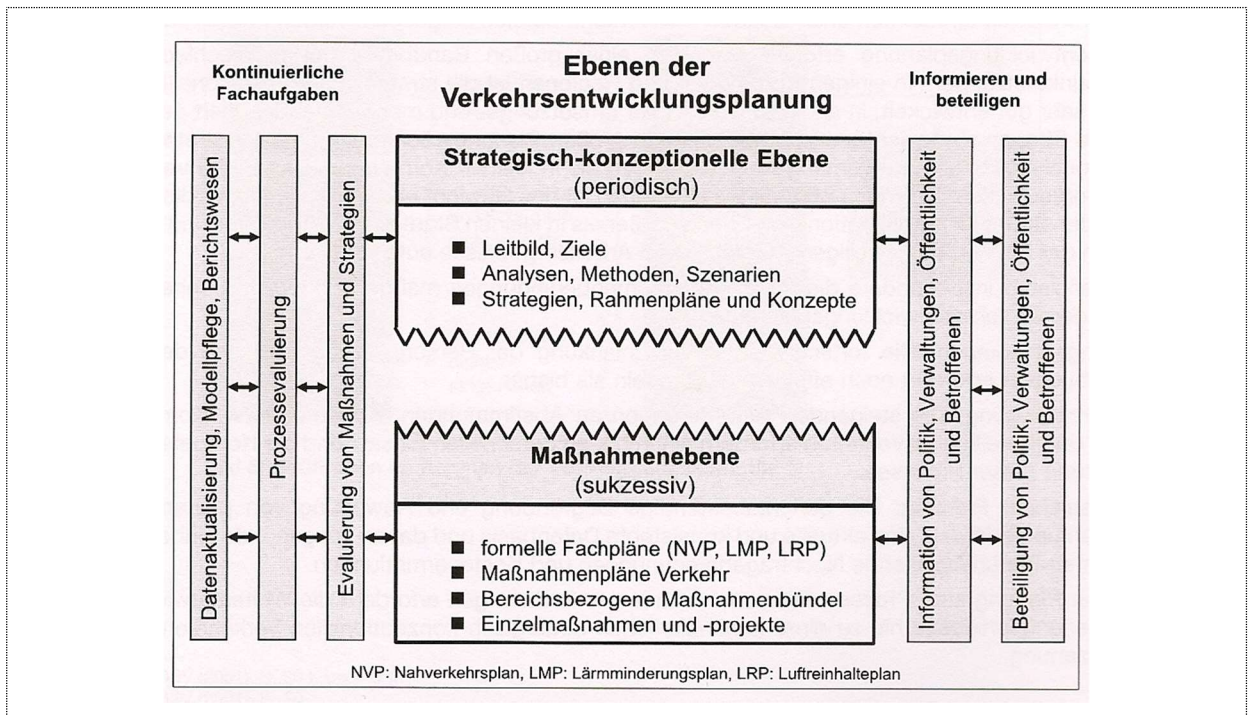 Kontinuierliche
Fachaufgaben
Ebenen der
Verkehrsentwicklungsplanung
Informieren und
beteiligen
Datenaktualisierung, Modellpflege, Berichtswesen
Prozessevaluierung
Evaluierung von Maßnahmen und Strategien
Strategisch-konzeptionelle Ebene
(periodisch)
■ Leitbild, Ziele
■ Analysen, Methoden, Szenarien
■ Strategien, Rahmenpläne und Konzepte
Maßnahmenebene
(sukzessiv)
■ formelle Fachpläne (NVP, LMP, LRP)
■ Maßnahmenpläne Verkehr
■ Bereichsbezogene Maßnahmenbündel
■ Einzelmaßnahmen und -projekte
Information von Politik, Verwaltungen, Öffentlichkeit
und Betroffenen
Beteiligung von Politik, Verwaltungen, Öffentlichkeit
und Betroffenen
NVP: Nahverkehrsplan, LMP: Lärmminderungsplan, LRP: Luftreinhalteplan